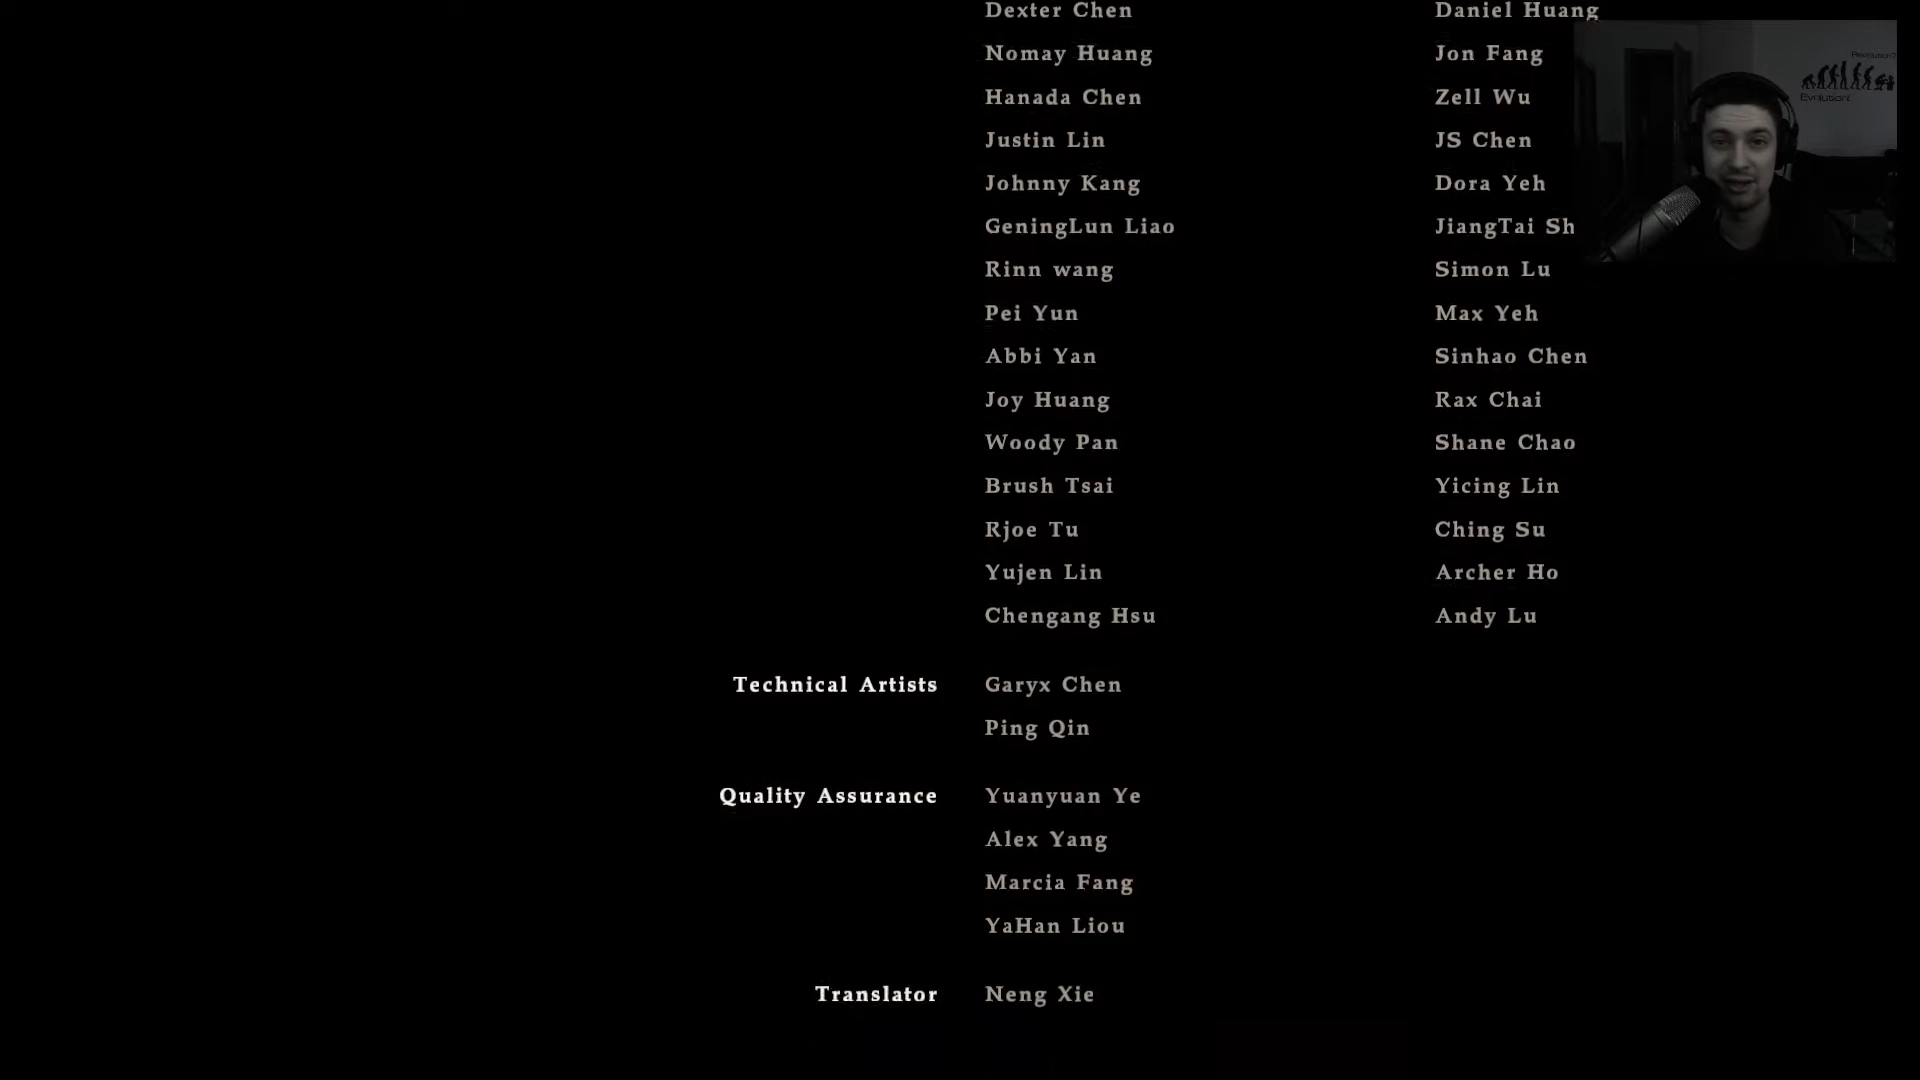 Dexter Chen Daniel Huang
Nomay Huang Jon Fang
Hanada Chen Zell Wu
Justin Lin JS Chen
Johnny Kang Dora Yeh
GeningLun Liao JiangTai Sh
Rinn wang Simon Lu
Pei Yun Max Yeh
Abbi Yan Sinhao Chen
Joy Huang Rax Chai
Woody Pan Shane Chao
Brush Tsai Yicing Lin
Rjoe Tu Ching Su
Yujen Lin Archer Ho
Chengang Hsu Andy Lu
Technical Artists Garyx Chen
Ping Qin
Quality Assurance Yuanyuan Ye
Alex Yang
Marcia Fang
YaHan Liou
Translator Neng Xie